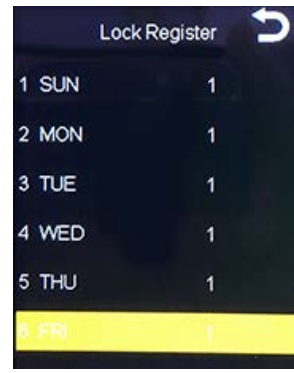 Lock Register
1 SUN 1
2 MON 1
3 TUE 1
4 WED 1
5 THU 1
6 FRI 1